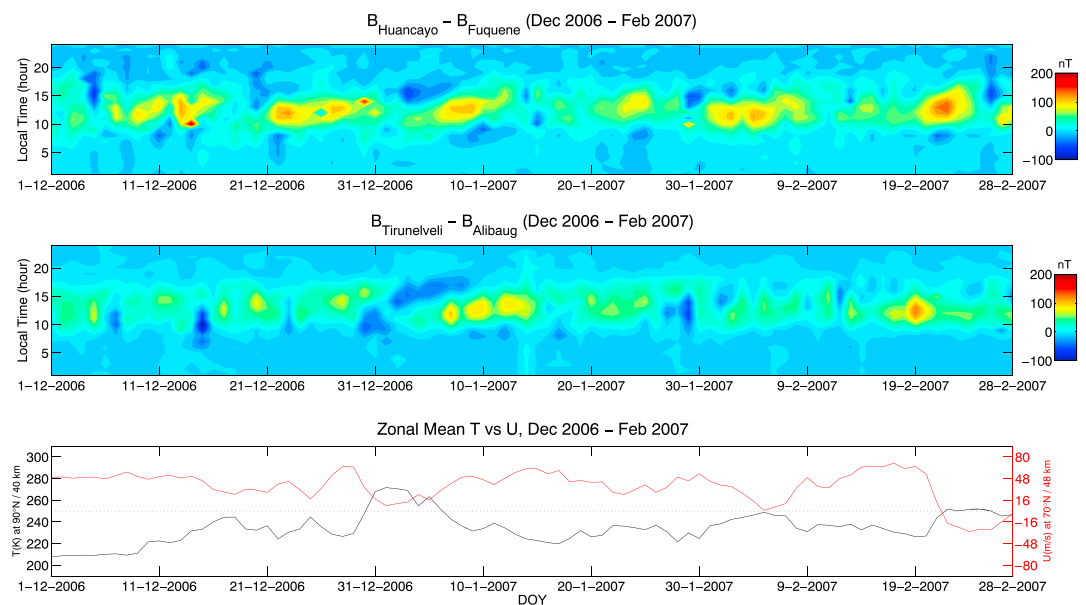 B_Huancayo – B_Fuquene (Dec 2006 – Feb 2007)
Local Time (hour)
20
15
10
5
nT
200
100
0
−100
1–12–2006 11–12–2006 21–12–2006 31–12–2006 10–1–2007 20–1–2007 30–1–2007 9–2–2007 19–2–2007 28–2–2007
B_Tirunelveli – B_Alibaug (Dec 2006 – Feb 2007)
Local Time (hour)
20
15
10
5
nT
200
100
0
−100
1–12–2006 11–12–2006 21–12–2006 31–12–2006 10–1–2007 20–1–2007 30–1–2007 9–2–2007 19–2–2007 28–2–2007
Zonal Mean T vs U, Dec 2006 – Feb 2007
T(K) at 90°N / 40 km
300
280
260
240
220
200
80
48
16
−16
−48
−80
U(m/s) at 70°N / 48 km
1–12–2006 11–12–2006 21–12–2006 31–12–2006 10–1–2007 20–1–2007 30–1–2007 9–2–2007 19–2–2007 28–2–2007
DOY